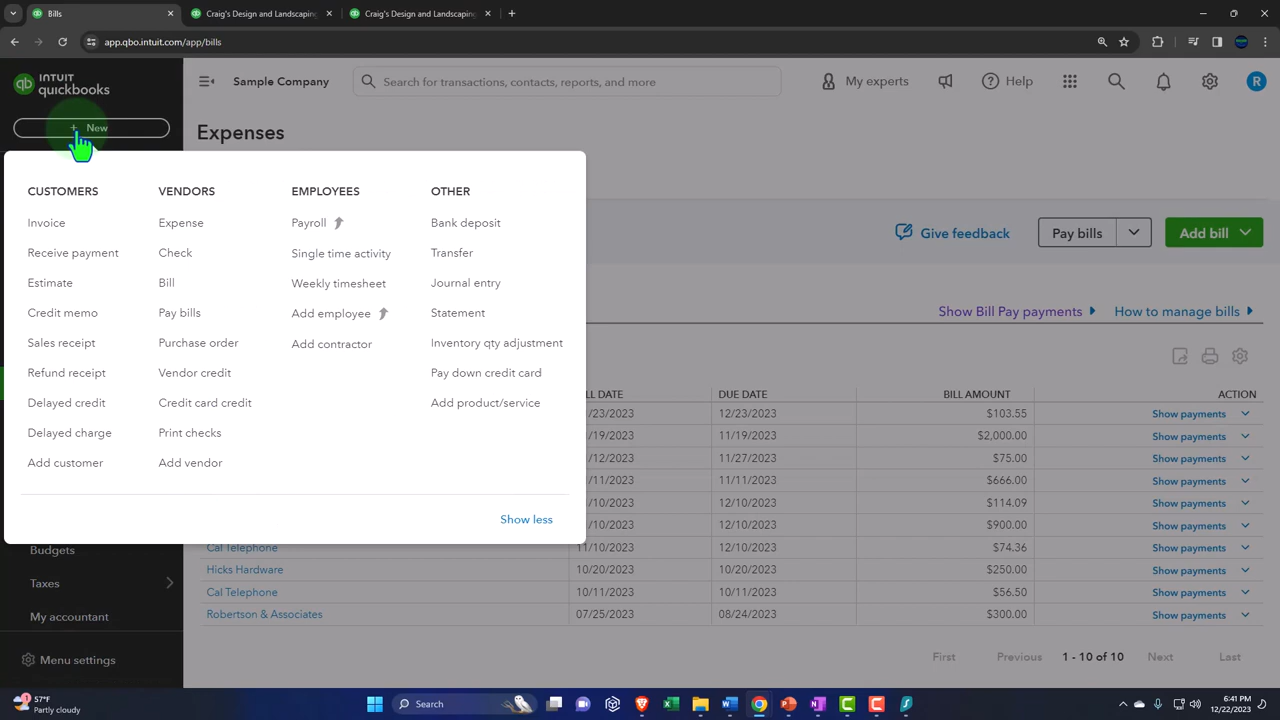 Bills
Craig's Design and Landscaping
Craig's Design and Landscaping
app.qbo.intuit.com/app/bills
INTUIT
quickbooks
Sample Company
Search for transactions, contacts, reports, and more
My experts
Help
R
+ New
Expenses
CUSTOMERS VENDORS EMPLOYEES OTHER
Invoice Expense Payroll Bank deposit
Receive payment Check Single time activity Transfer
Estimate Bill Weekly timesheet Journal entry
Credit memo Pay bills Add employee Statement
Sales receipt Purchase order Add contractor Inventory qty adjustment
Refund receipt Vendor credit Pay down credit card
Delayed credit Credit card credit Add product/service
Delayed charge Print checks
Add customer Add vendor
Show less
Give feedback Pay bills Add bill
Show Bill Pay payments How to manage bills
LL DATE DUE DATE BILL AMOUNT ACTION
/23/2023 12/23/2023 $103.55 Show payments
/19/2023 11/19/2023 $2,000.00 Show payments
/12/2023 11/27/2023 $75.00 Show payments
/11/2023 11/11/2023 $666.00 Show payments
/10/2023 12/10/2023 $114.09 Show payments
/10/2023 12/10/2023 $900.00 Show payments
Cal Telephone 11/10/2023 12/10/2023 $74.36 Show payments
Hicks Hardware 10/20/2023 10/20/2023 $250.00 Show payments
Cal Telephone 10/11/2023 10/11/2023 $56.50 Show payments
Robertson & Associates 07/25/2023 08/24/2023 $300.00 Show payments
First Previous 1 - 10 of 10 Next Last
Budgets
Taxes
My accountant
Menu settings
1
57°F
Partly cloudy
Search
6:41 PM
12/22/2023